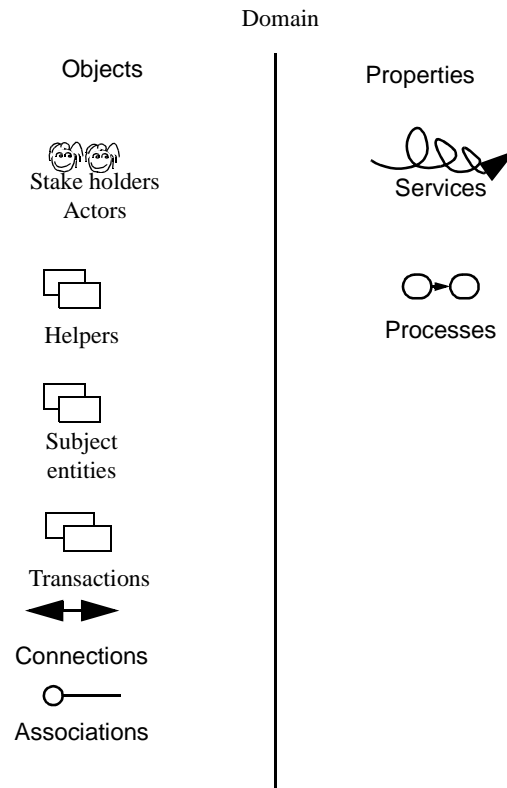 Domain
Objects
Properties
Stake holders
Actors
Services
Helpers
Processes
Subject
entities
Transactions
Connections
Associations